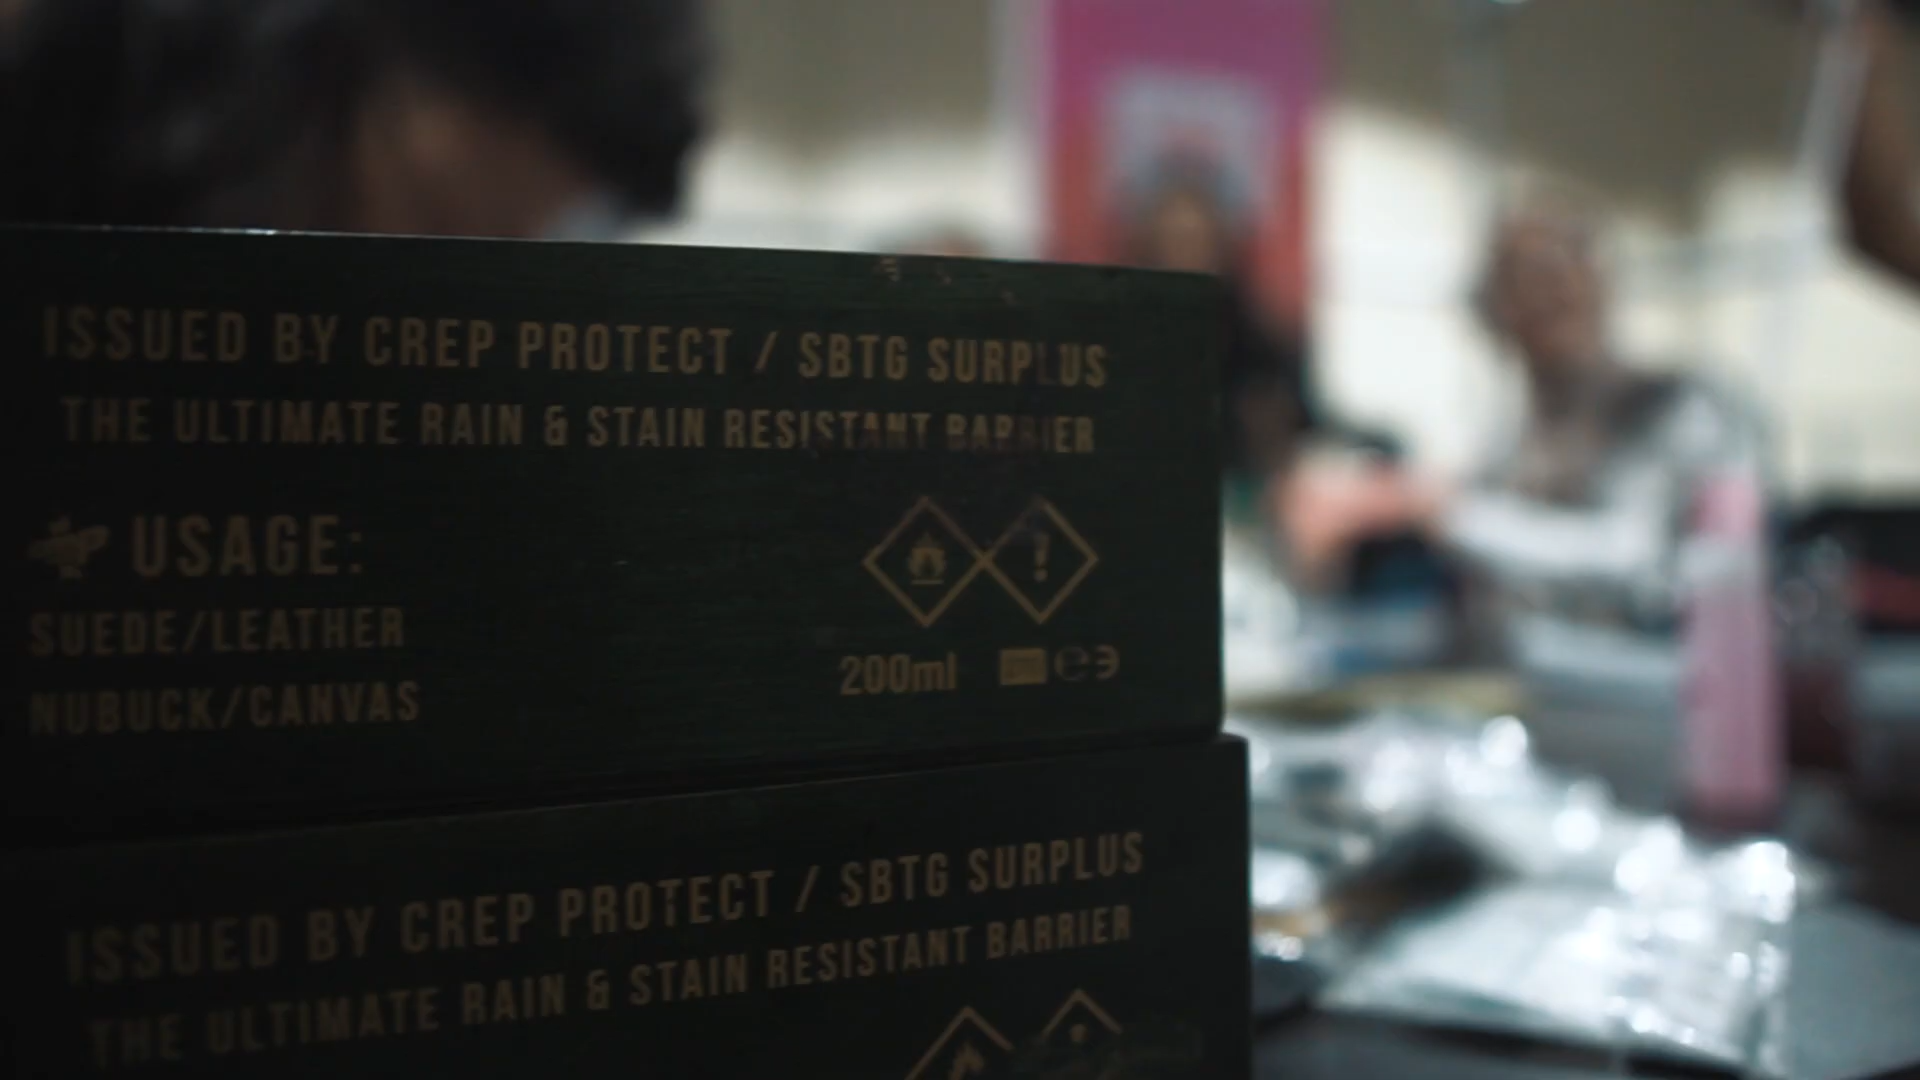 ISSUED BY CREP PROTECT / SBTG SURPLUS
THE ULTIMATE RAIN & STAIN RESISTANT BARRIER
USAGE:
SUEDE/LEATHER
NUBUCK/CANVAS
200ml
ISSUED BY CREP PROTECT / SBTG SURPLUS
THE ULTIMATE RAIN & STAIN RESISTANT BARRIER